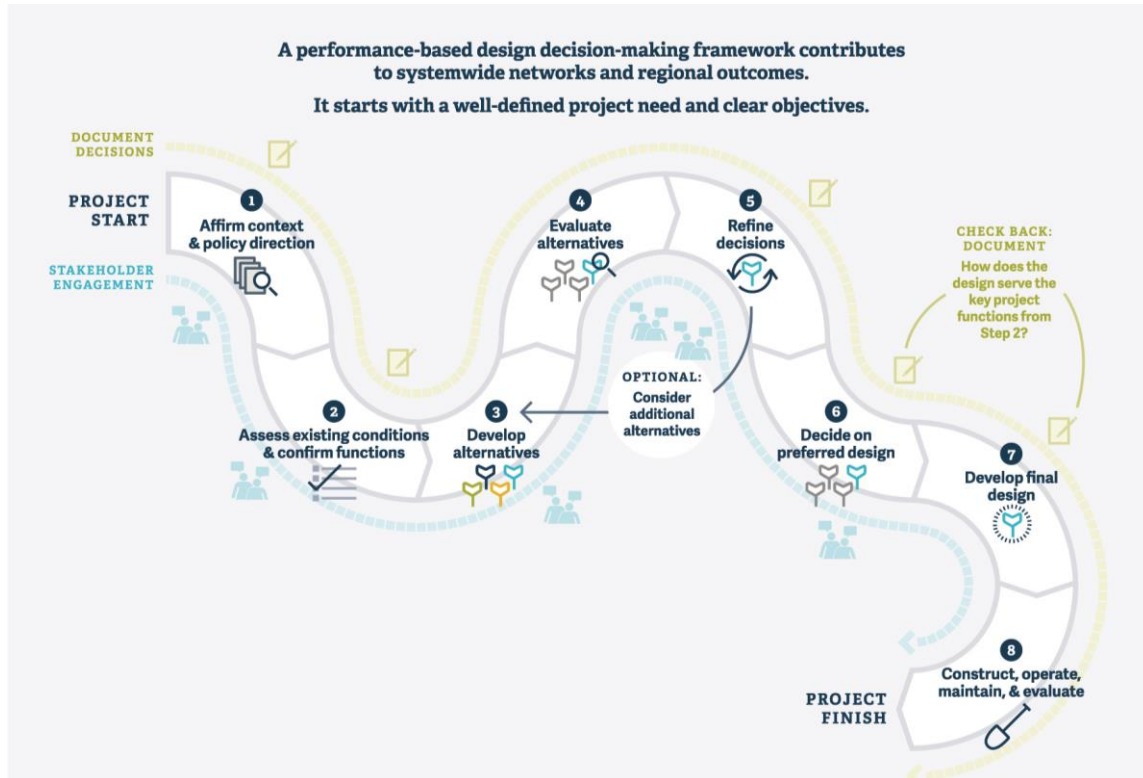 A performance-based design decision-making framework contributes
to systemwide networks and regional outcomes.
It starts with a well-defined project need and clear objectives.
DOCUMENT
DECISIONS
PROJECT
START
STAKEHOLDER
ENGAGEMENT
1
Affirm context
& policy direction
2
Assess existing conditions
& confirm functions
3
Develop
alternatives
4
Evaluate
alternatives
5
Refine
decisions
OPTIONAL:
Consider
additional
alternatives
6
Decide on
preferred design
CHECK BACK:
DOCUMENT
How does the
design serve the
key project
functions from
Step 2?
7
Develop final
design
8
Construct, operate,
maintain, & evaluate
PROJECT
FINISH